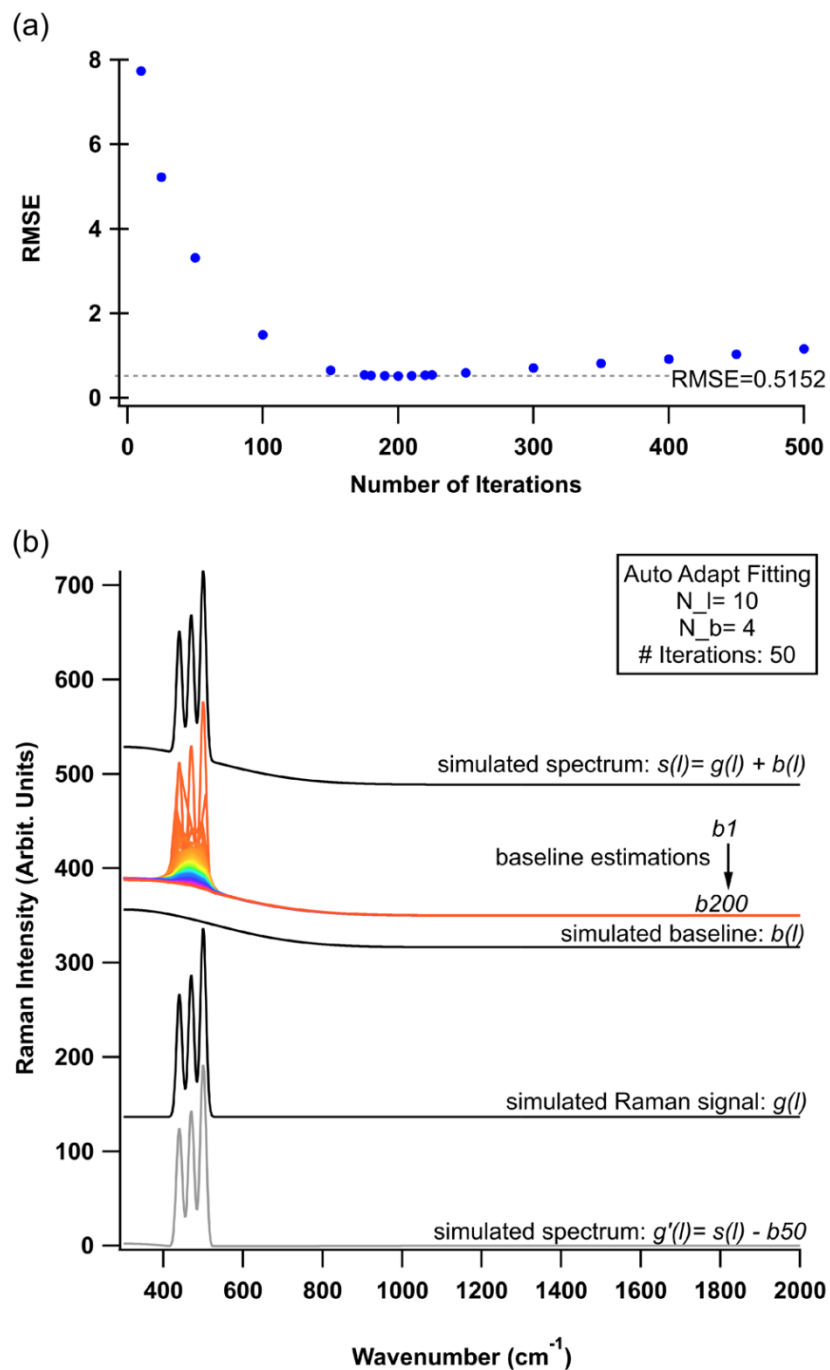 (a)
8
6
4
2
0
RMSE
RMSE=0.5152
0 100 200 300 400 500
Number of Iterations
(b)
700
600
500
400
300
200
100
0
Raman Intensity (Arbit. Units)
Auto Adapt Fitting
N_l= 10
N_b= 4
# Iterations: 50
simulated spectrum: s(l)= g(l) + b(l)
b1
baseline estimations
b200
simulated baseline: b(l)
simulated Raman signal: g(l)
simulated spectrum: g'(l)= s(l) - b50
400 600 800 1000 1200 1400 1600 1800 2000
Wavenumber (cm⁻¹)